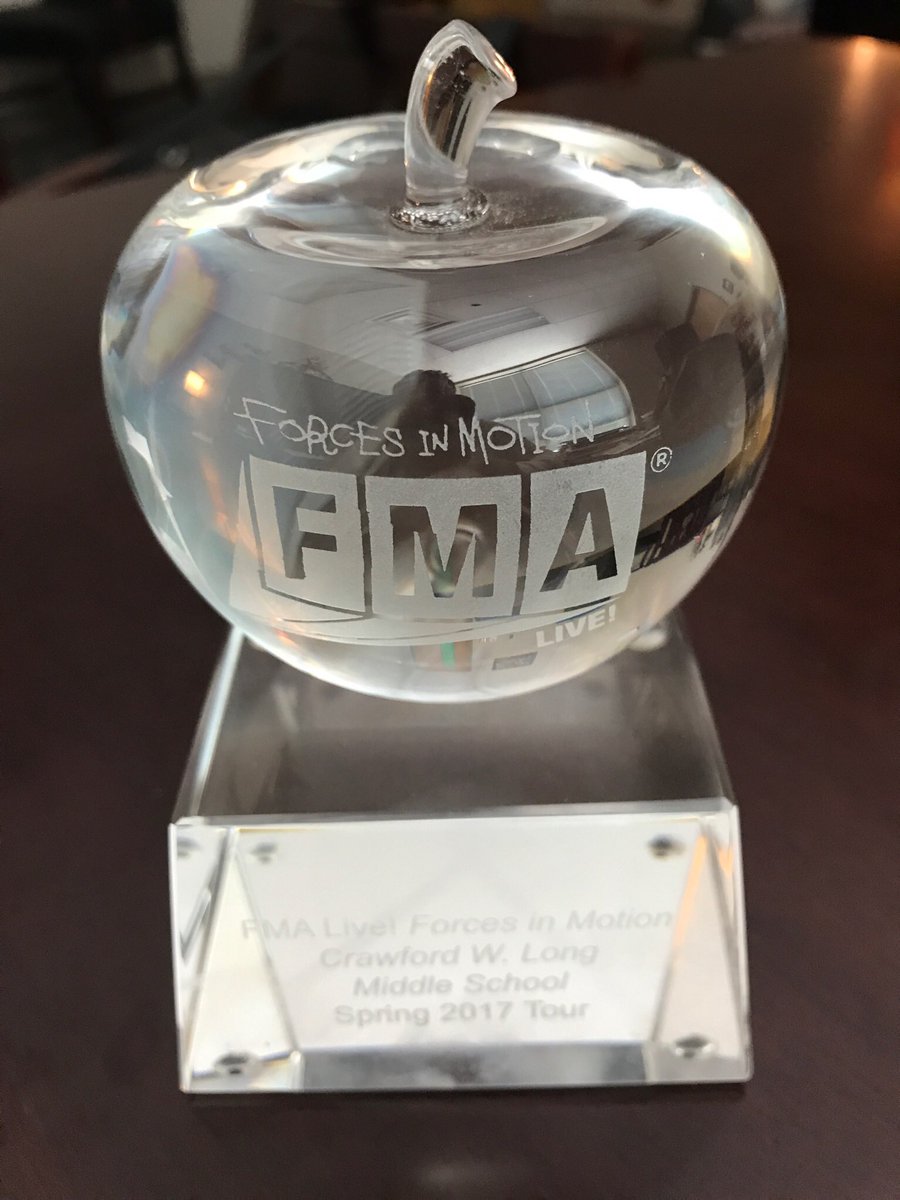 FORCES IN MOTION
FMA®
LIVE!
FMA Live! Forces in Motion
Crawford W. Long
Middle School
Spring 2017 Tour